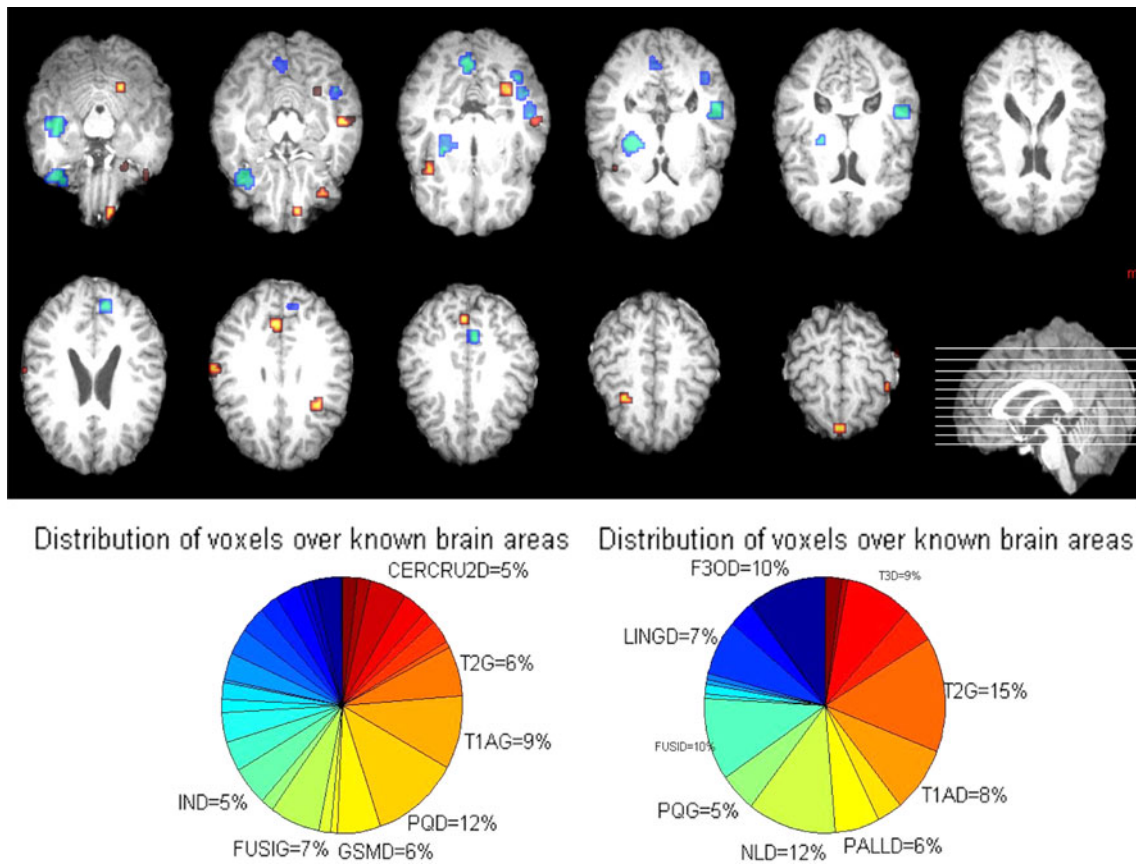 m
Distribution of voxels over known brain areas
CERCRU2D=5%
T2G=6%
T1AG=9%
PQD=12%
GSMD=6%
FUSIG=7%
IND=5%
Distribution of voxels over known brain areas
F3OD=10%
T3D=9%
LINGD=7%
T2G=15%
FUSID=10%
T1AD=8%
PQG=5%
PALLD=6%
NLD=12%